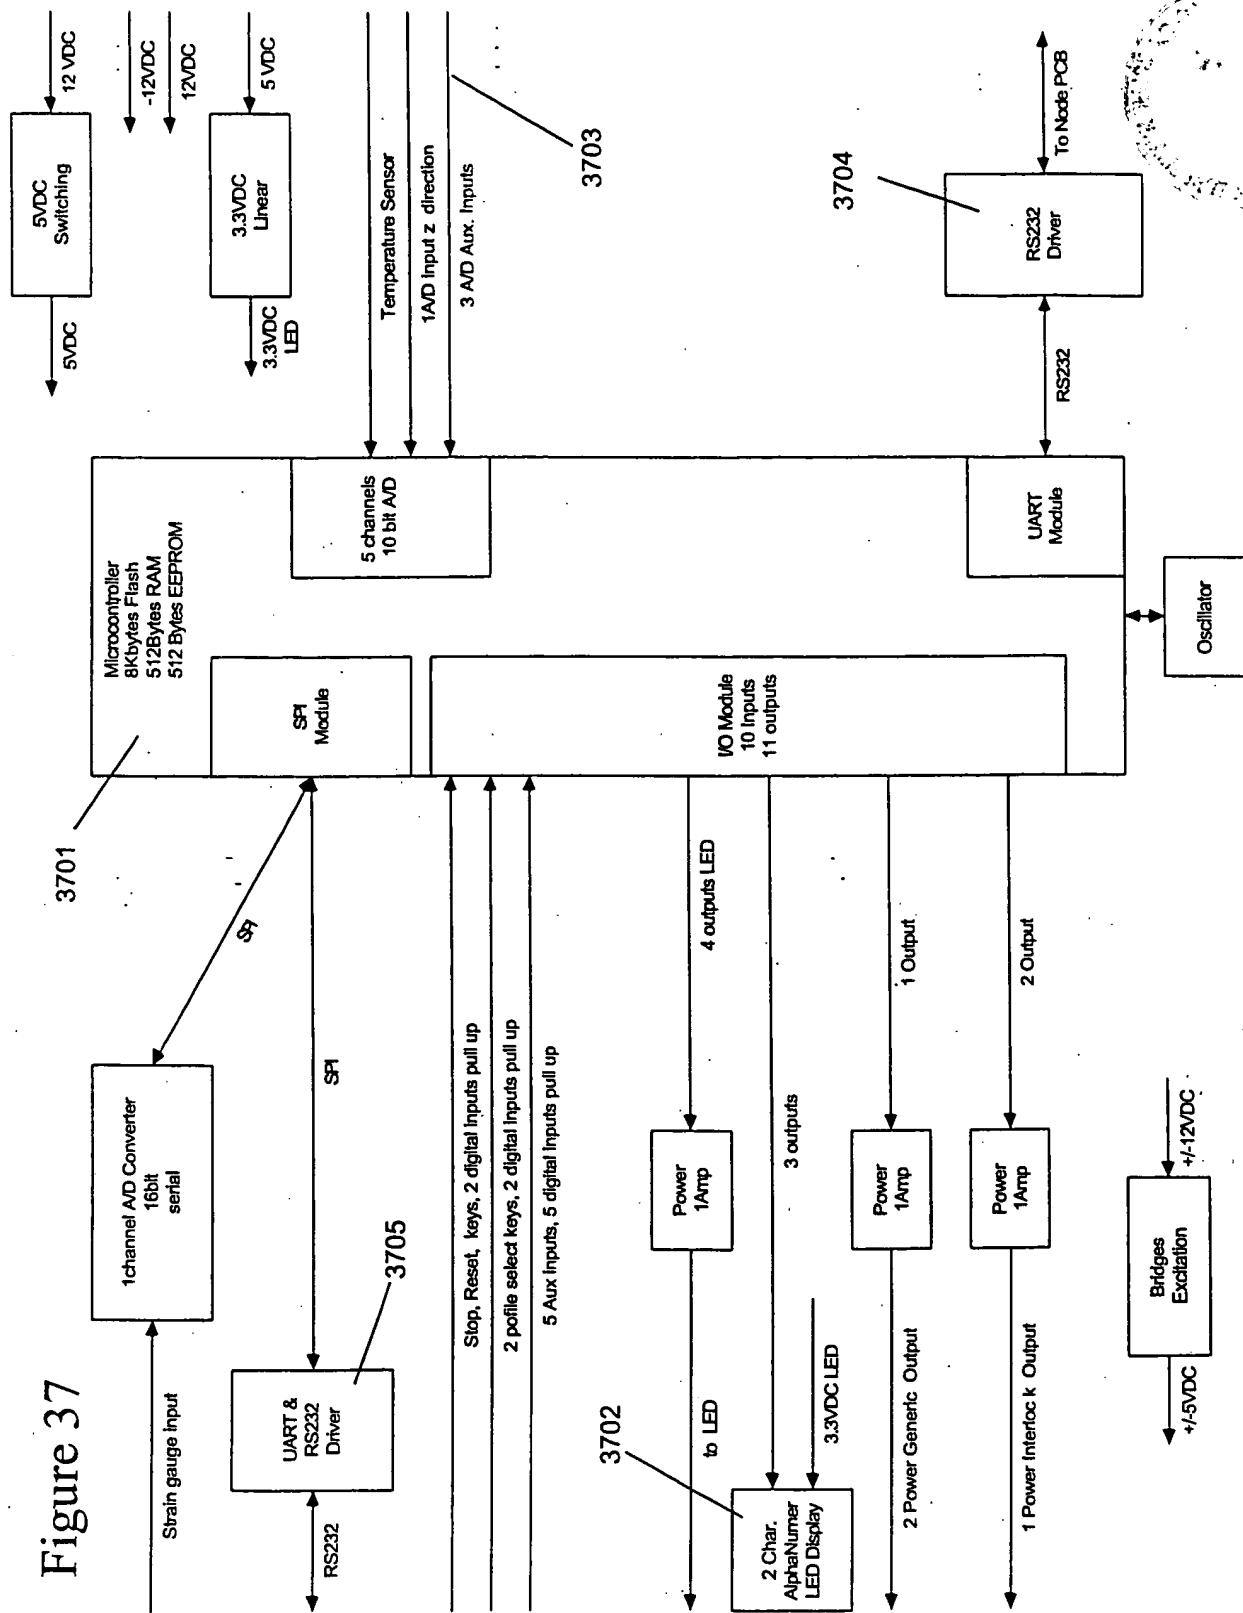 Figure 37
Strain gauge input
1channel A/D Converter
16bit
serial
SPI
3701
Microcontroller
8Kbytes Flash
512Bytes RAM
512 Bytes EEPROM
5VDC
5VDC
Switching
12 VDC
-12VDC
12VDC
3.3VDC
LED
3.3VDC
Linear
5 VDC
RS232
UART &
RS232
Driver
3705
SPI
SPI
Module
5 channels
10 bit A/D
Temperature Sensor
1A/D Input z direction
3 A/D Aux. Inputs
3703
Stop, Reset, keys, 2 digital Inputs pull up
2 pofile select keys, 2 digital Inputs pull up
5 Aux Inputs, 5 digital Inputs pull up
I/O Module
10 Inputs
11 outputs
to LED
Power
1Amp
4 outputs LED
3702
2 Char.
AlphaNumer
LED Display
3.3VDC LED
3 outputs
2 Power Generic Output
Power
1Amp
1 Output
1 Power Interlock Output
Power
1Amp
2 Output
UART
Module
RS232
RS232
Driver
3704
To Node PCB
+/-5VDC
Bridges
Excitation
+/-12VDC
Oscillator